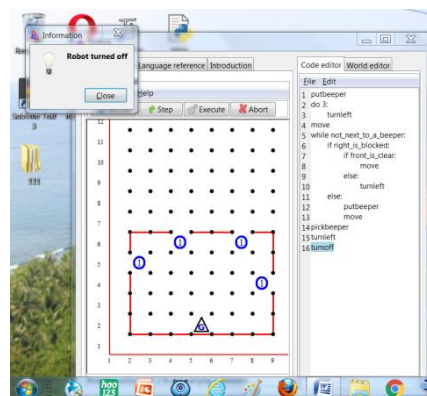 Information
Robot turned off
Close
Language reference
Introduction
Help
Step
Execute
Abort
Code editor
World editor
File Edit
1 putbeeper
2 do 3:
3 turnleft
4 move
5 while not_next_to_a_beeper:
6 if right_is_blocked:
7 if front_is_clear:
8 move
9 else:
10 turnleft
11 else:
12 putbeeper
13 move
14 pickbeeper
15 turnleft
16 turnoff
12
11
10
9
8
7
6
5
4
3
2
1
1 1
1
1
G
1 2 3 4 5 6 7 8 9
3
999
hao
123